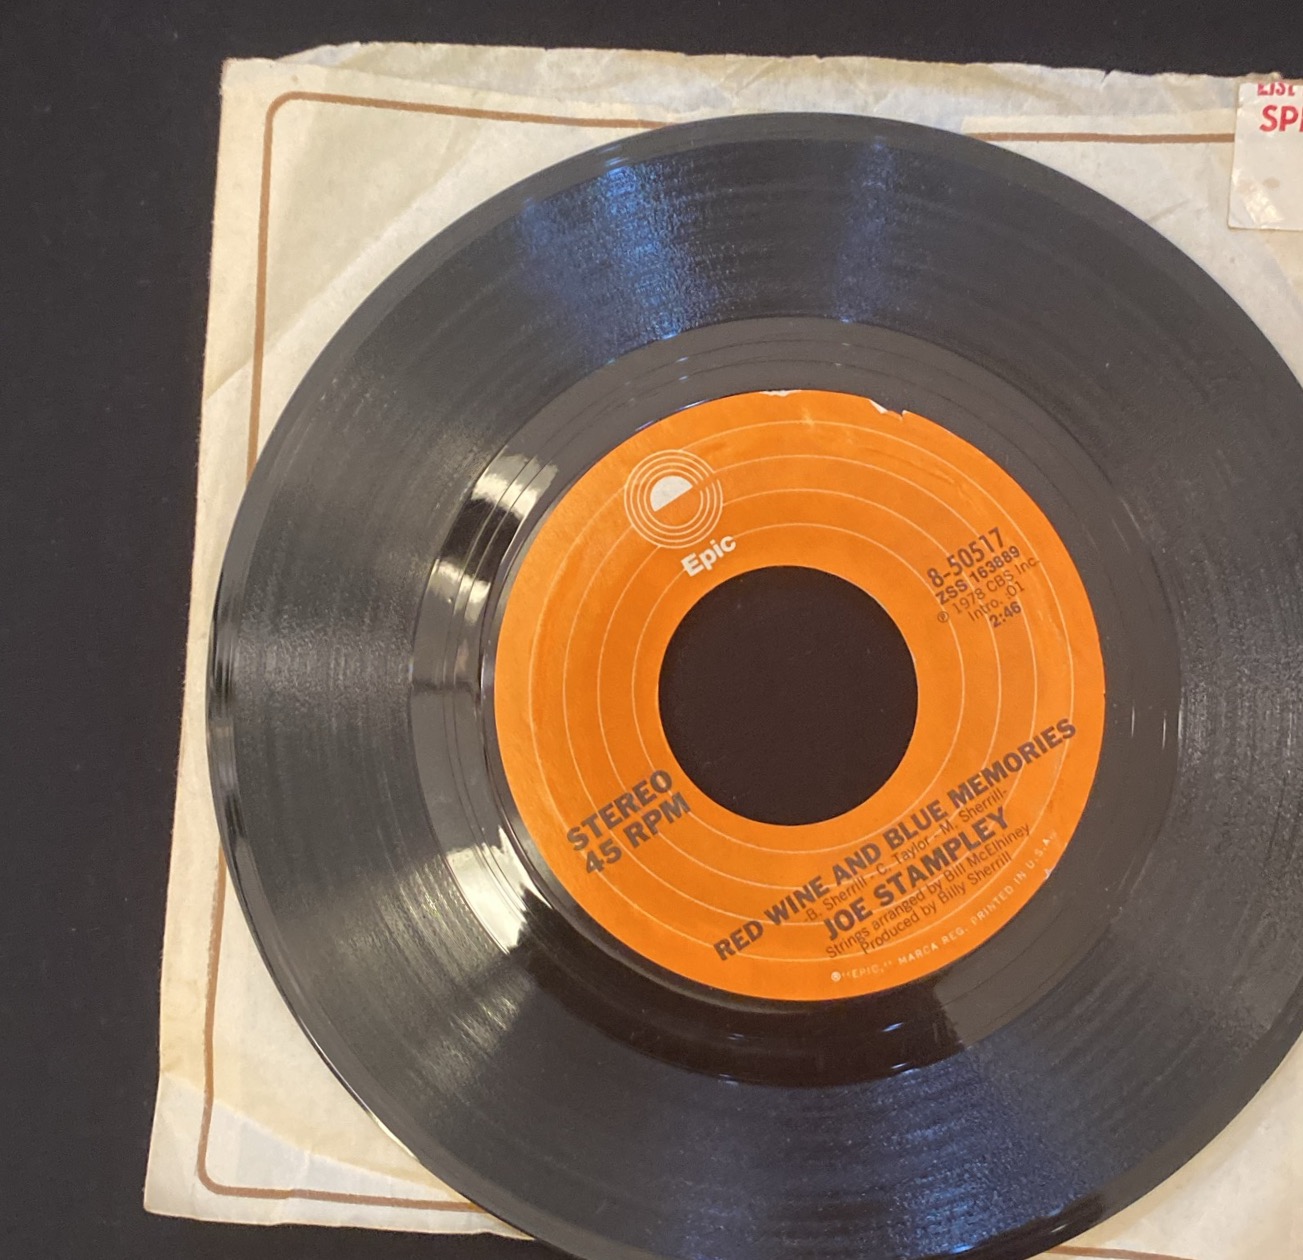 SP
Epic
8-50517
ZSS 163889
℗ 1978 CBS Inc.
Intro. :01
2:46
STEREO
45 RPM
RED WINE AND BLUE MEMORIES
-B. Sherrill - C. Taylor - M. Sherrill-
JOE STAMPLEY
Strings arranged by Bill McElhiney
Produced by Billy Sherrill
®"EPIC," MARCA REG. PRINTED IN U.S.A.